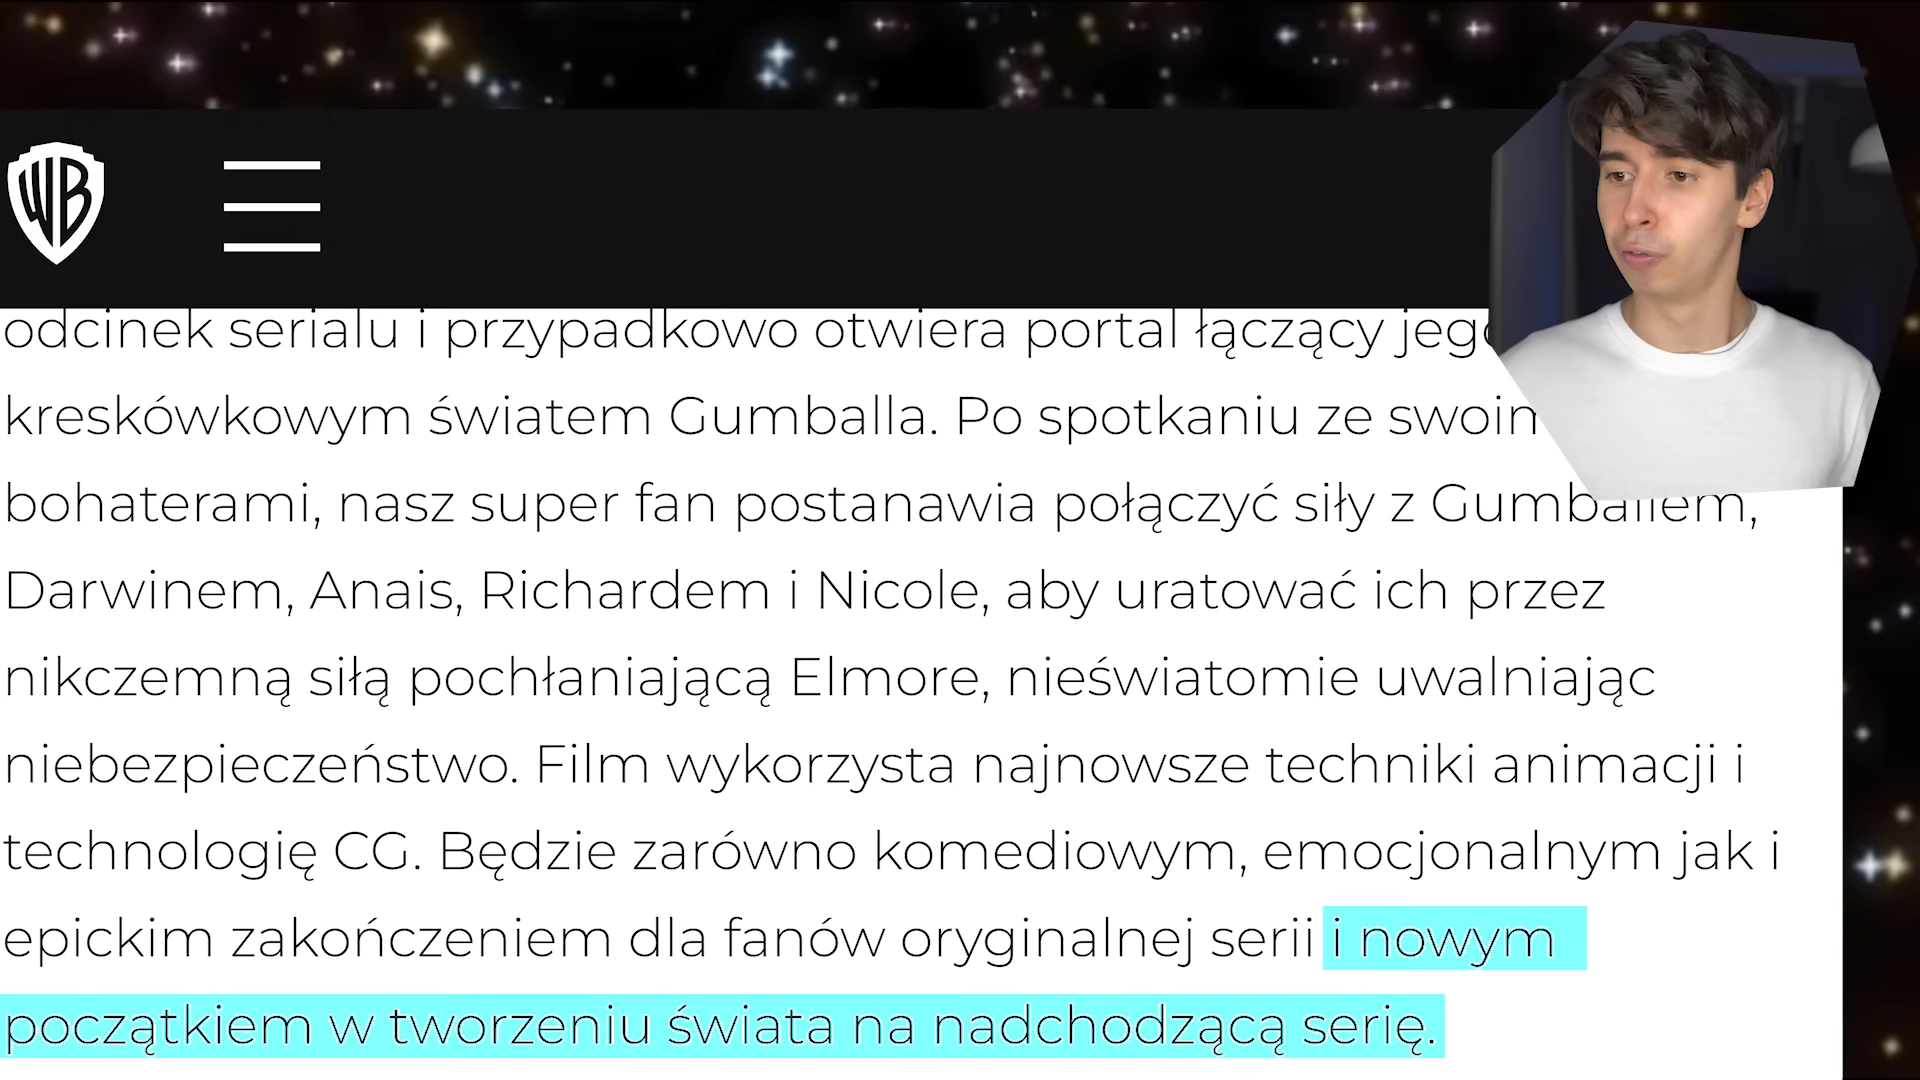 WB
odcinek serialu i przypadkowo otwiera portal łączący
kreskówkowym światem Gumballa. Po spotkaniu ze
bohaterami, nasz super fan postanawia połączyć siły z Gumballem,
Darwinem, Anais, Richardem i Nicole, aby uratować ich przez
nikczemną siłą pochłaniającą Elmore, nieświatomie uwalniając
niebezpieczeństwo. Film wykorzysta najnowsze techniki animacji i
technologię CG. Będzie zarówno komediowym, emocjonalnym jak i
epickim zakończeniem dla fanów oryginalnej serii i nowym
początkiem w tworzeniu świata na nadchodzącą serię.